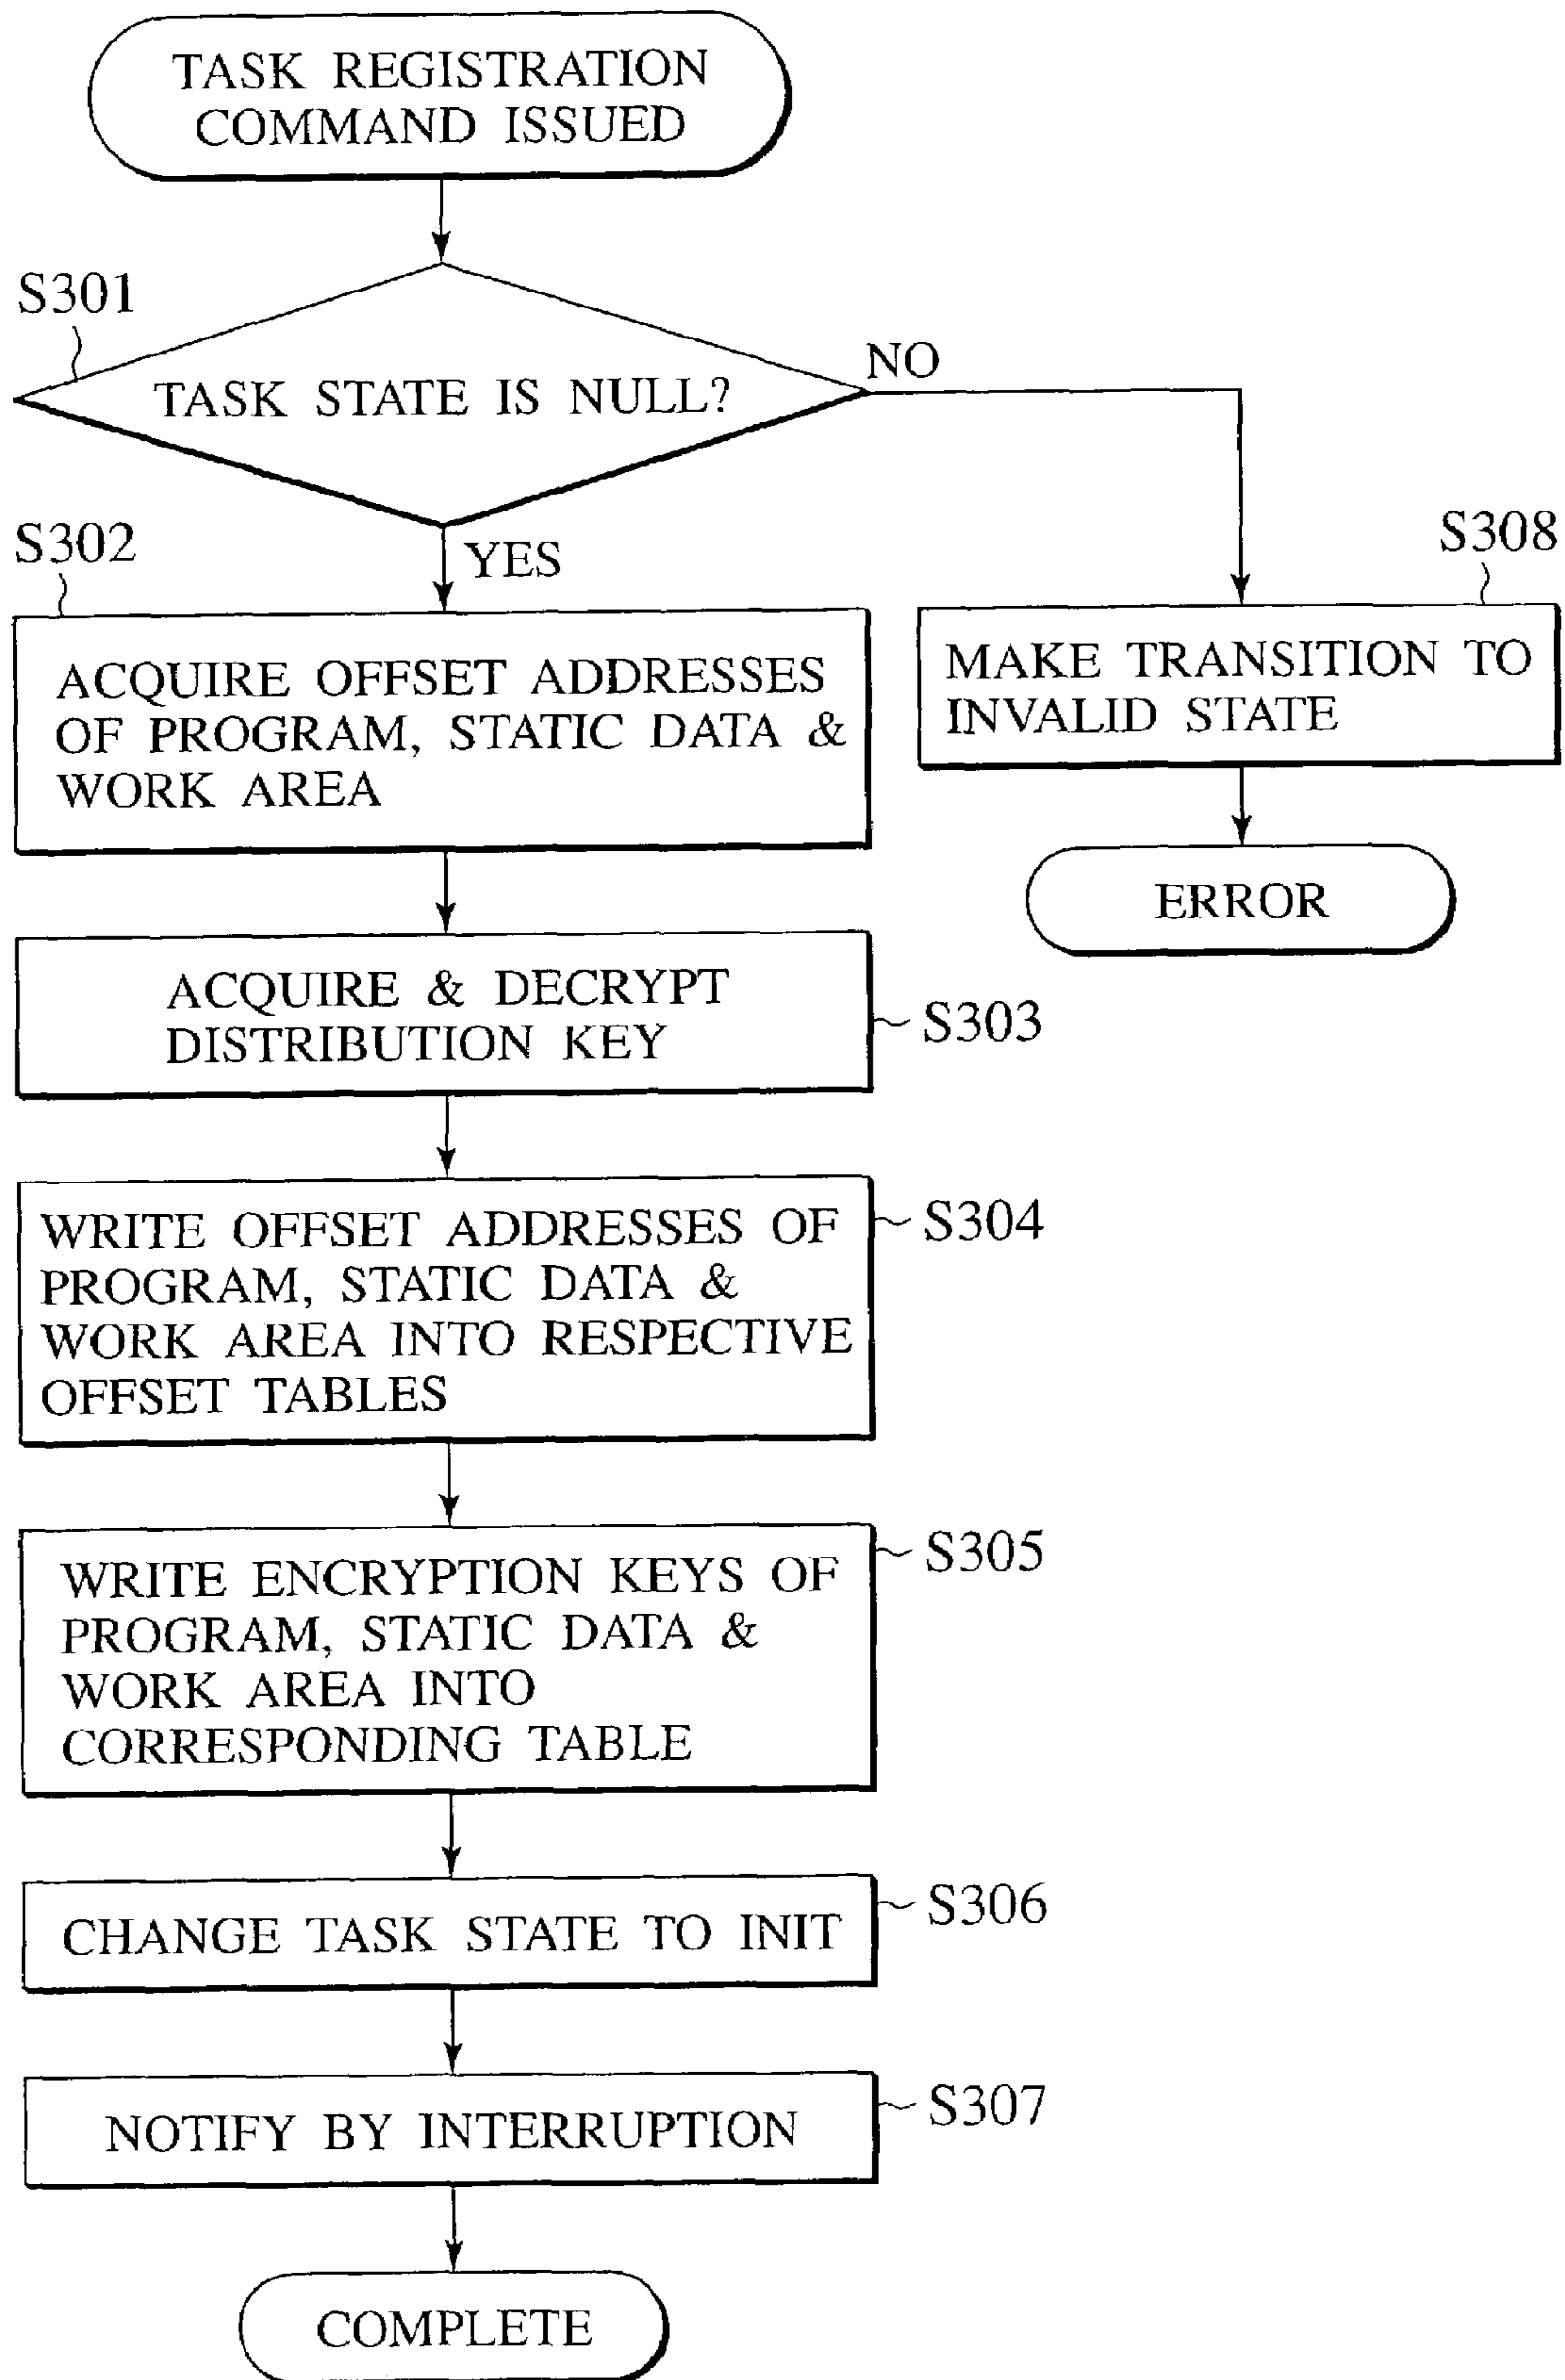 TASK REGISTRATION
COMMAND ISSUED
S301
TASK STATE IS NULL?
NO
YES
S302
ACQUIRE OFFSET ADDRESSES
OF PROGRAM, STATIC DATA &
WORK AREA
S308
MAKE TRANSITION TO
INVALID STATE
ERROR
ACQUIRE & DECRYPT
DISTRIBUTION KEY
S303
WRITE OFFSET ADDRESSES OF
PROGRAM, STATIC DATA &
WORK AREA INTO RESPECTIVE
OFFSET TABLES
S304
WRITE ENCRYPTION KEYS OF
PROGRAM, STATIC DATA &
WORK AREA INTO
CORRESPONDING TABLE
S305
CHANGE TASK STATE TO INIT
S306
NOTIFY BY INTERRUPTION
S307
COMPLETE